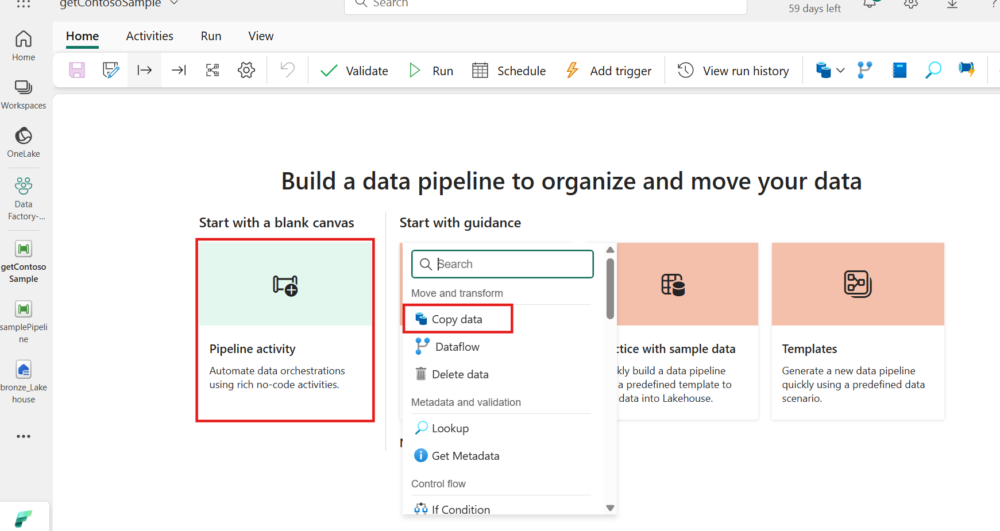 getContosoSample
Search
59 days left
?
Home
Activities
Run
View
Validate
Run
Schedule
Add trigger
View run history
Home
Workspaces
OneLake
Data
Factory-...
getContoso
Sample
samplePipeli
ne
bronze_Lake
house
Build a data pipeline to organize and move your data
Start with a blank canvas
Start with guidance
Pipeline activity
Automate data orchestrations
using rich no-code activities.
Search
Move and transform
Copy data
Dataflow
Delete data
Metadata and validation
Lookup
Get Metadata
Control flow
If Condition
ctice with sample data
kly build a data pipeline
a predefined template to
data into Lakehouse.
Templates
Generate a new data pipeline
quickly using a predefined data
scenario.